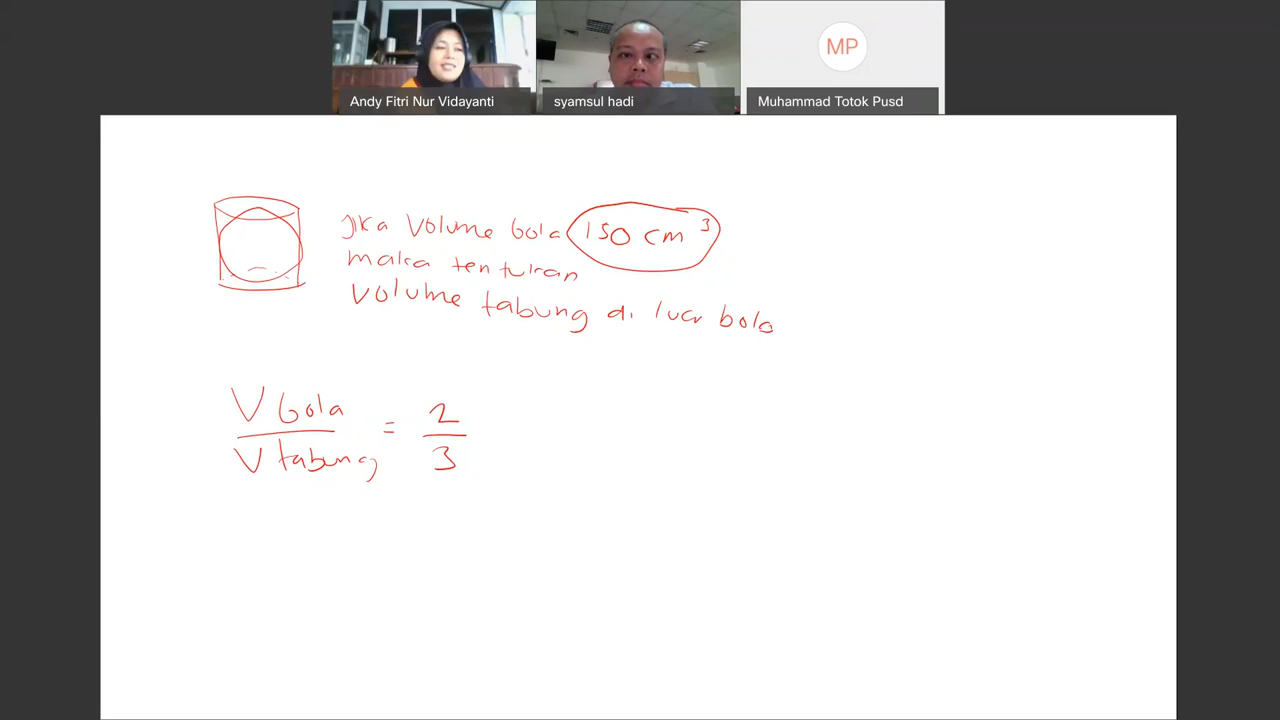 MP
Andy Fitri Nur Vidayanti
syamsul hadi
Muhammad Totok Pusd
Jika Volume bola 150 cm³
maka tentukan
Volume tabung di luar bola
V bola
V tabung
=
2
3